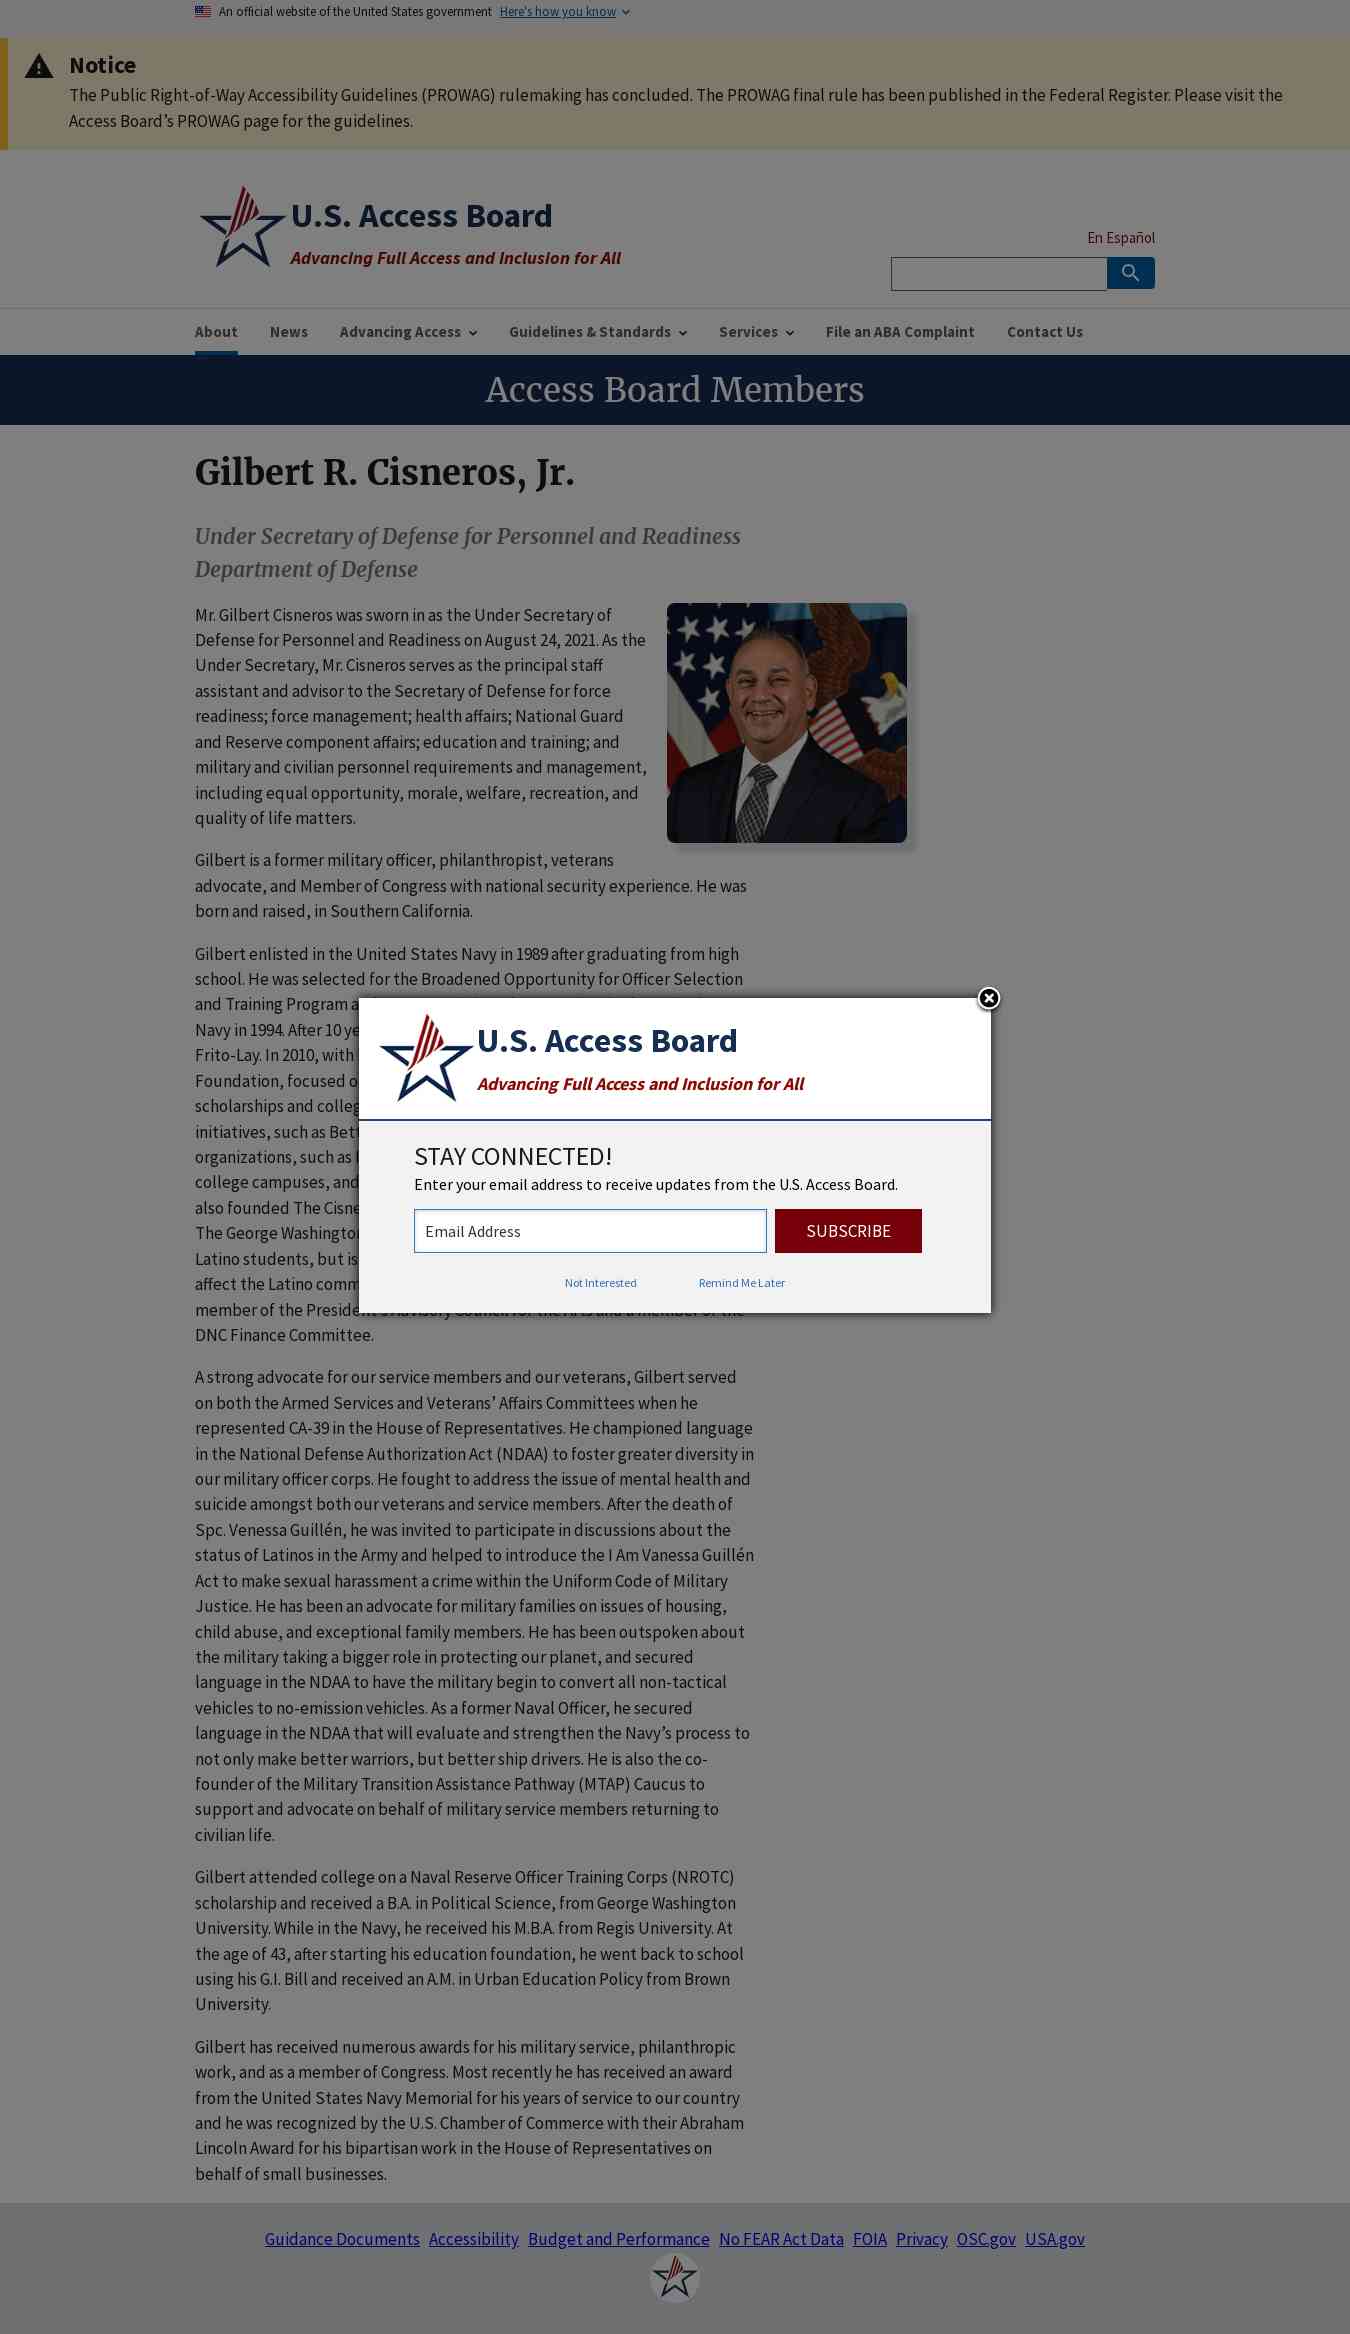 An official website of the United States government Here's how you know
Notice
The Public Right-of-Way Accessibility Guidelines (PROWAG) rulemaking has concluded. The PROWAG final rule has been published in the Federal Register. Please visit the
Access Board’s PROWAG page for the guidelines.
U.S. Access Board
Advancing Full Access and Inclusion for All
En Español
About News Advancing Access Guidelines & Standards Services File an ABA Complaint Contact Us
Access Board Members
Gilbert R. Cisneros, Jr.
Under Secretary of Defense for Personnel and Readiness
Department of Defense
Mr. Gilbert Cisneros was sworn in as the Under Secretary of
Defense for Personnel and Readiness on August 24, 2021. As the
Under Secretary, Mr. Cisneros serves as the principal staff
assistant and advisor to the Secretary of Defense for force
readiness; force management; health affairs; National Guard
and Reserve component affairs; education and training; and
military and civilian personnel requirements and management,
including equal opportunity, morale, welfare, recreation, and
quality of life matters.
Gilbert is a former military officer, philanthropist, veterans
advocate, and Member of Congress with national security experience. He was
born and raised, in Southern California.
Gilbert enlisted in the United States Navy in 1989 after graduating from high
school. He was selected for the Broadened Opportunity for Officer Selection
and Training Program
Navy in 1994. After 10
Frito-Lay. In 2010, with
Foundation, focused
scholarships and
initiatives, such as
organizations, such as
college campuses, and
also founded The
The George
Latino students, but is
affect the Latino
member of the
DNC Finance Committee.
U.S. Access Board
Advancing Full Access and Inclusion for All
STAY CONNECTED!
Enter your email address to receive updates from the U.S. Access Board.
Email Address SUBSCRIBE
Not Interested Remind Me Later
A strong advocate for our service members and our veterans, Gilbert served
on both the Armed Services and Veterans’ Affairs Committees when he
represented CA-39 in the House of Representatives. He championed language
in the National Defense Authorization Act (NDAA) to foster greater diversity in
our military officer corps. He fought to address the issue of mental health and
suicide amongst both our veterans and service members. After the death of
Spc. Venessa Guillén, he was invited to participate in discussions about the
status of Latinos in the Army and helped to introduce the I Am Vanessa Guillén
Act to make sexual harassment a crime within the Uniform Code of Military
Justice. He has been an advocate for military families on issues of housing,
child abuse, and exceptional family members. He has been outspoken about
the military taking a bigger role in protecting our planet, and secured
language in the NDAA to have the military begin to convert all non-tactical
vehicles to no-emission vehicles. As a former Naval Officer, he secured
language in the NDAA that will evaluate and strengthen the Navy’s process to
not only make better warriors, but better ship drivers. He is also the co-
founder of the Military Transition Assistance Pathway (MTAP) Caucus to
support and advocate on behalf of military service members returning to
civilian life.
Gilbert attended college on a Naval Reserve Officer Training Corps (NROTC)
scholarship and received a B.A. in Political Science, from George Washington
University. While in the Navy, he received his M.B.A. from Regis University. At
the age of 43, after starting his education foundation, he went back to school
using his G.I. Bill and received an A.M. in Urban Education Policy from Brown
University.
Gilbert has received numerous awards for his military service, philanthropic
work, and as a member of Congress. Most recently he has received an award
from the United States Navy Memorial for his years of service to our country
and he was recognized by the U.S. Chamber of Commerce with their Abraham
Lincoln Award for his bipartisan work in the House of Representatives on
behalf of small businesses.
Guidance Documents Accessibility Budget and Performance No FEAR Act Data FOIA Privacy OSC.gov USA.gov